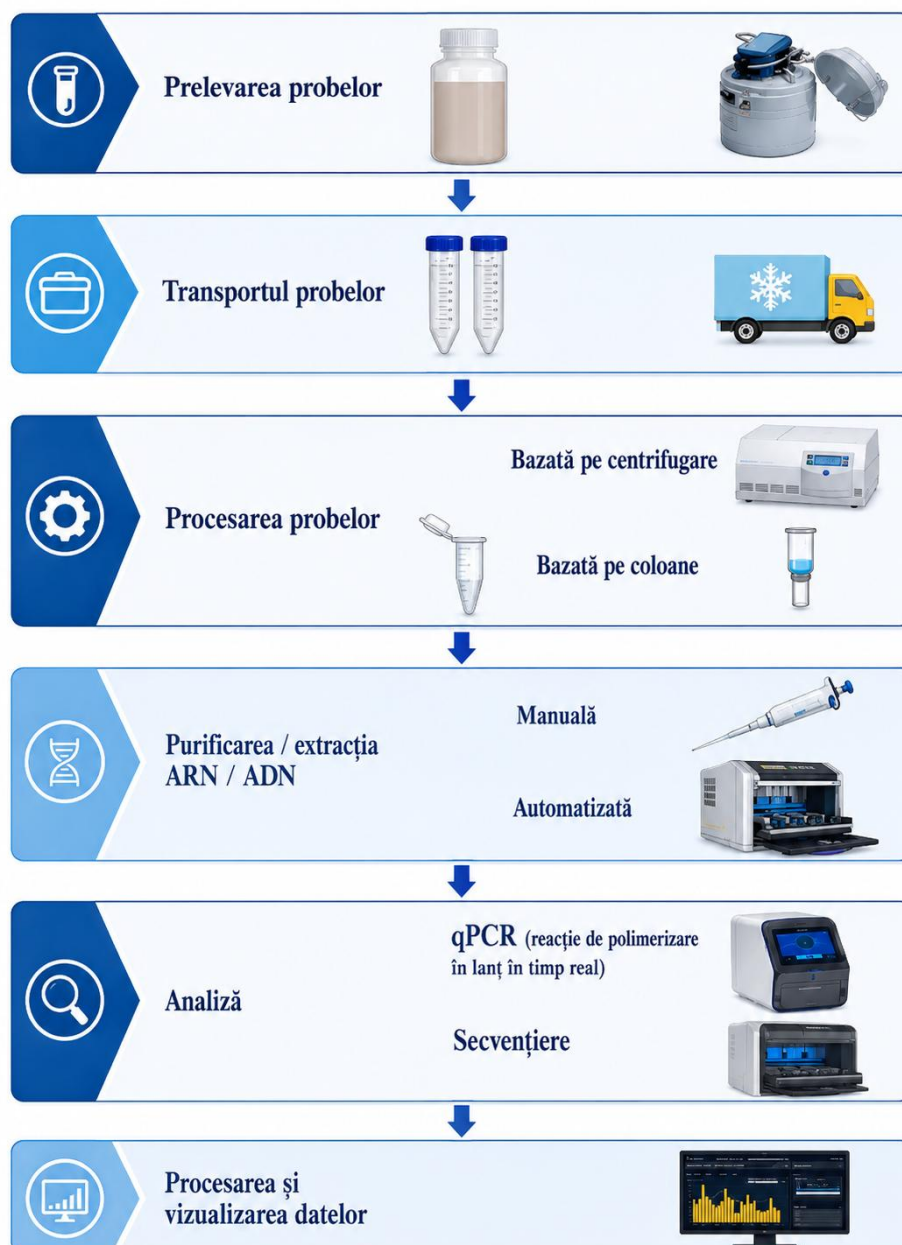 Prelevarea probelor
Transportul probelor
Procesarea probelor
Bazată pe centrifugare
Bazată pe coloane
Purificarea / extracția
ARN / ADN
Manuală
Automatizată
Analiză
qPCR (reacție de polimerizare
în lanț în timp real)
Secvențiere
Procesarea și
vizualizarea datelor